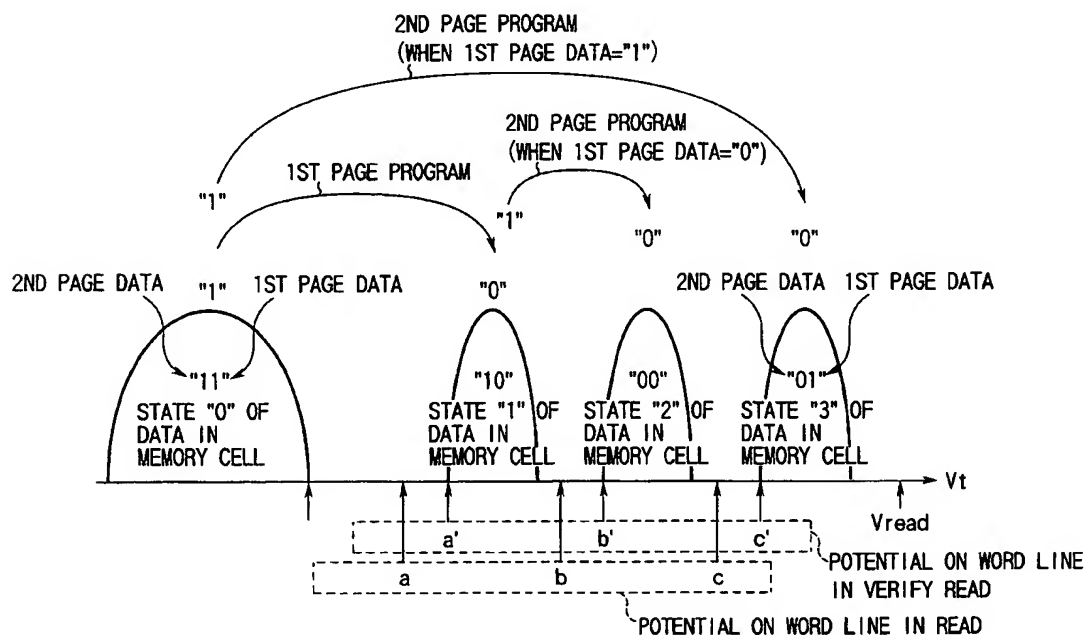 2ND PAGE PROGRAM
(WHEN 1ST PAGE DATA="1")
2ND PAGE PROGRAM
(WHEN 1ST PAGE DATA="0")
1ST PAGE PROGRAM
"1"
"1"
"0"
"0"
2ND PAGE DATA
"1"
1ST PAGE DATA
"0"
2ND PAGE DATA
1ST PAGE DATA
"11"
STATE "0" OF
DATA IN
MEMORY CELL
"10"
STATE "1" OF
DATA IN
MEMORY CELL
"00"
STATE "2" OF
DATA IN
MEMORY CELL
"01"
STATE "3" OF
DATA IN
MEMORY CELL
Vt
Vread
a'
b'
c'
POTENTIAL ON WORD LINE
IN VERIFY READ
a
b
c
POTENTIAL ON WORD LINE IN READ